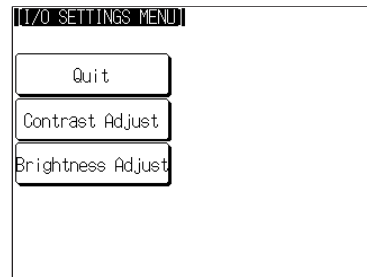 [I/O SETTINGS MENU]
Quit
Contrast Adjust
Brightness Adjust